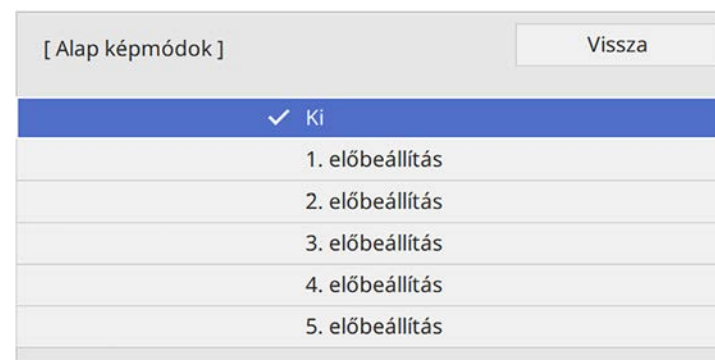 [ Alap képmódok ]
Vissza
Ki
1. előbeállítás
2. előbeállítás
3. előbeállítás
4. előbeállítás
5. előbeállítás